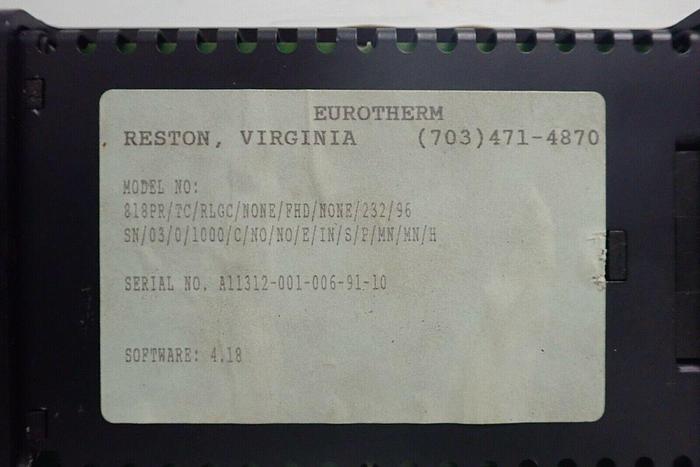 EUROTHERM
RESTON, VIRGINIA (703)471-4870
MODEL NO:
818PR/TC/RLGC/NONE/FHD/NONE/232/96
SN/03/0/1000/C/NO/NO/E/IN/S/P/MN/MN/H
SERIAL NO. A11312-001-006-91-10
SOFTWARE: 4.18